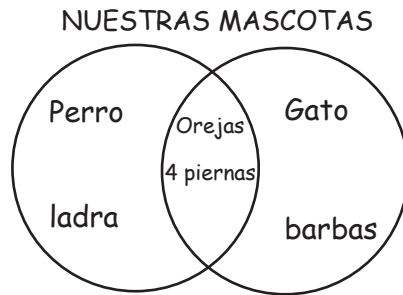 NUESTRAS MASCOTAS
Perro
ladra
Orejas
4 piernas
Gato
barbas